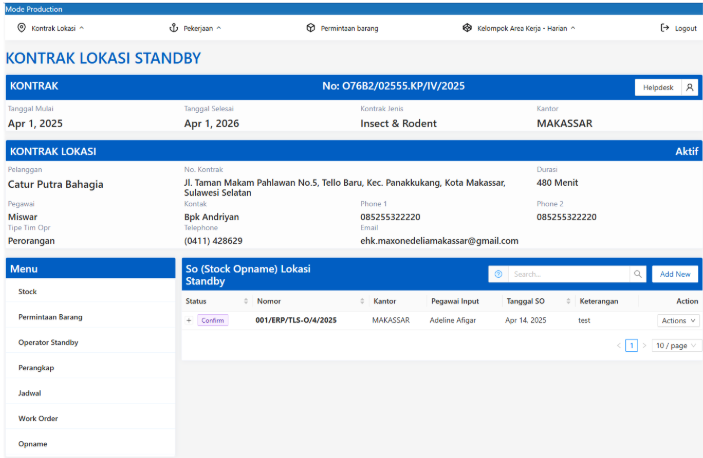 Mode Production
Kontrak Lokasi
Pekerjaan
Permintaan barang
Kelompok Area Kerja - Harian
Logout
KONTRAK LOKASI STANDBY
KONTRAK
No: O76B2/02555.KP/IV/2025
Helpdesk
Tanggal Mulai
Tanggal Selesai
Kontrak Jenis
Kantor
Apr 1, 2025
Apr 1, 2026
Insect & Rodent
MAKASSAR
KONTRAK LOKASI
Aktif
Pelanggan
No. Kontrak
Durasi
Catur Putra Bahagia
Jl. Taman Makam Pahlawan No.5, Tello Baru, Kec. Panakkukang, Kota Makassar,
Sulawesi Selatan
480 Menit
Pegawai
Kontak
Phone 1
Phone 2
Miswar
Bpk Andriyan
085255322220
085255322220
Tipe Tim Opr
Telephone
Email
Perorangan
(0411) 428629
ehk.maxonedeliamakassar@gmail.com
Menu
Stock
Permintaan Barang
Operator Standby
Perangkap
Jadwal
Work Order
Opname
So (Stock Opname) Lokasi
Standby
Search...
Add New
Status
Nomor
Kantor
Pegawai Input
Tanggal SO
Keterangan
Action
+ Confirm
001/ERP/TLS-O/4/2025
MAKASSAR
Adeline Afigar
Apr 14, 2025
test
Actions
< 1 >
10 / page